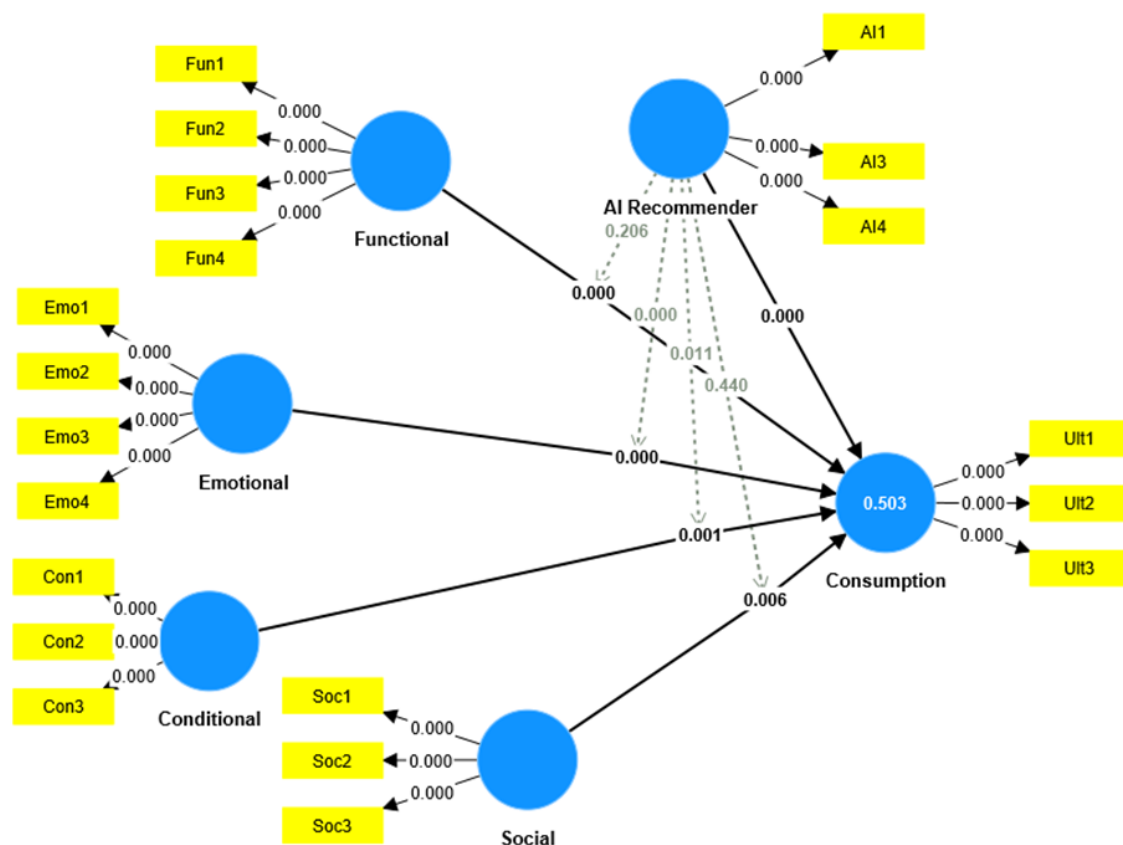 Fun1
0.000
Fun2
0.000
Fun3
0.000
Fun4
0.000
Functional
AI1
0.000
AI3
0.000
AI4
0.000
AI Recommender
0.206
0.000
0.000
0.000
0.011
0.440
Emo1
0.000
Emo2
0.000
Emo3
0.000
Emo4
0.000
Emotional
0.000
Ult1
0.000
Ult2
0.000
Ult3
0.000
0.503
Consumption
Con1
0.000
Con2
0.000
Con3
0.000
Conditional
0.001
0.006
Soc1
0.000
Soc2
0.000
Soc3
0.000
Social